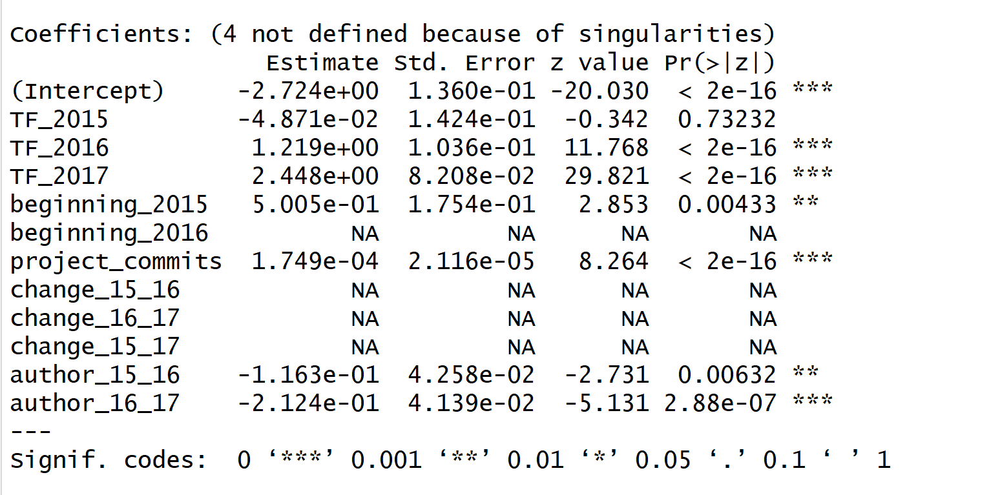 Coefficients: (4 not defined because of singularities)
Estimate Std. Error z value Pr(>|z|)
(Intercept) -2.724e+00 1.360e-01 -20.030 < 2e-16 ***
TF_2015 -4.871e-02 1.424e-01 -0.342 0.73232
TF_2016 1.219e+00 1.036e-01 11.768 < 2e-16 ***
TF_2017 2.448e+00 8.208e-02 29.821 < 2e-16 ***
beginning_2015 5.005e-01 1.754e-01 2.853 0.00433 **
beginning_2016 NA NA NA NA
project_commits 1.749e-04 2.116e-05 8.264 < 2e-16 ***
change_15_16 NA NA NA NA
change_16_17 NA NA NA NA
change_15_17 NA NA NA NA
author_15_16 -1.163e-01 4.258e-02 -2.731 0.00632 **
author_16_17 -2.124e-01 4.139e-02 -5.131 2.88e-07 ***
---
Signif. codes: 0 ‘***’ 0.001 ‘**’ 0.01 ‘*’ 0.05 ‘.’ 0.1 ‘ ’ 1